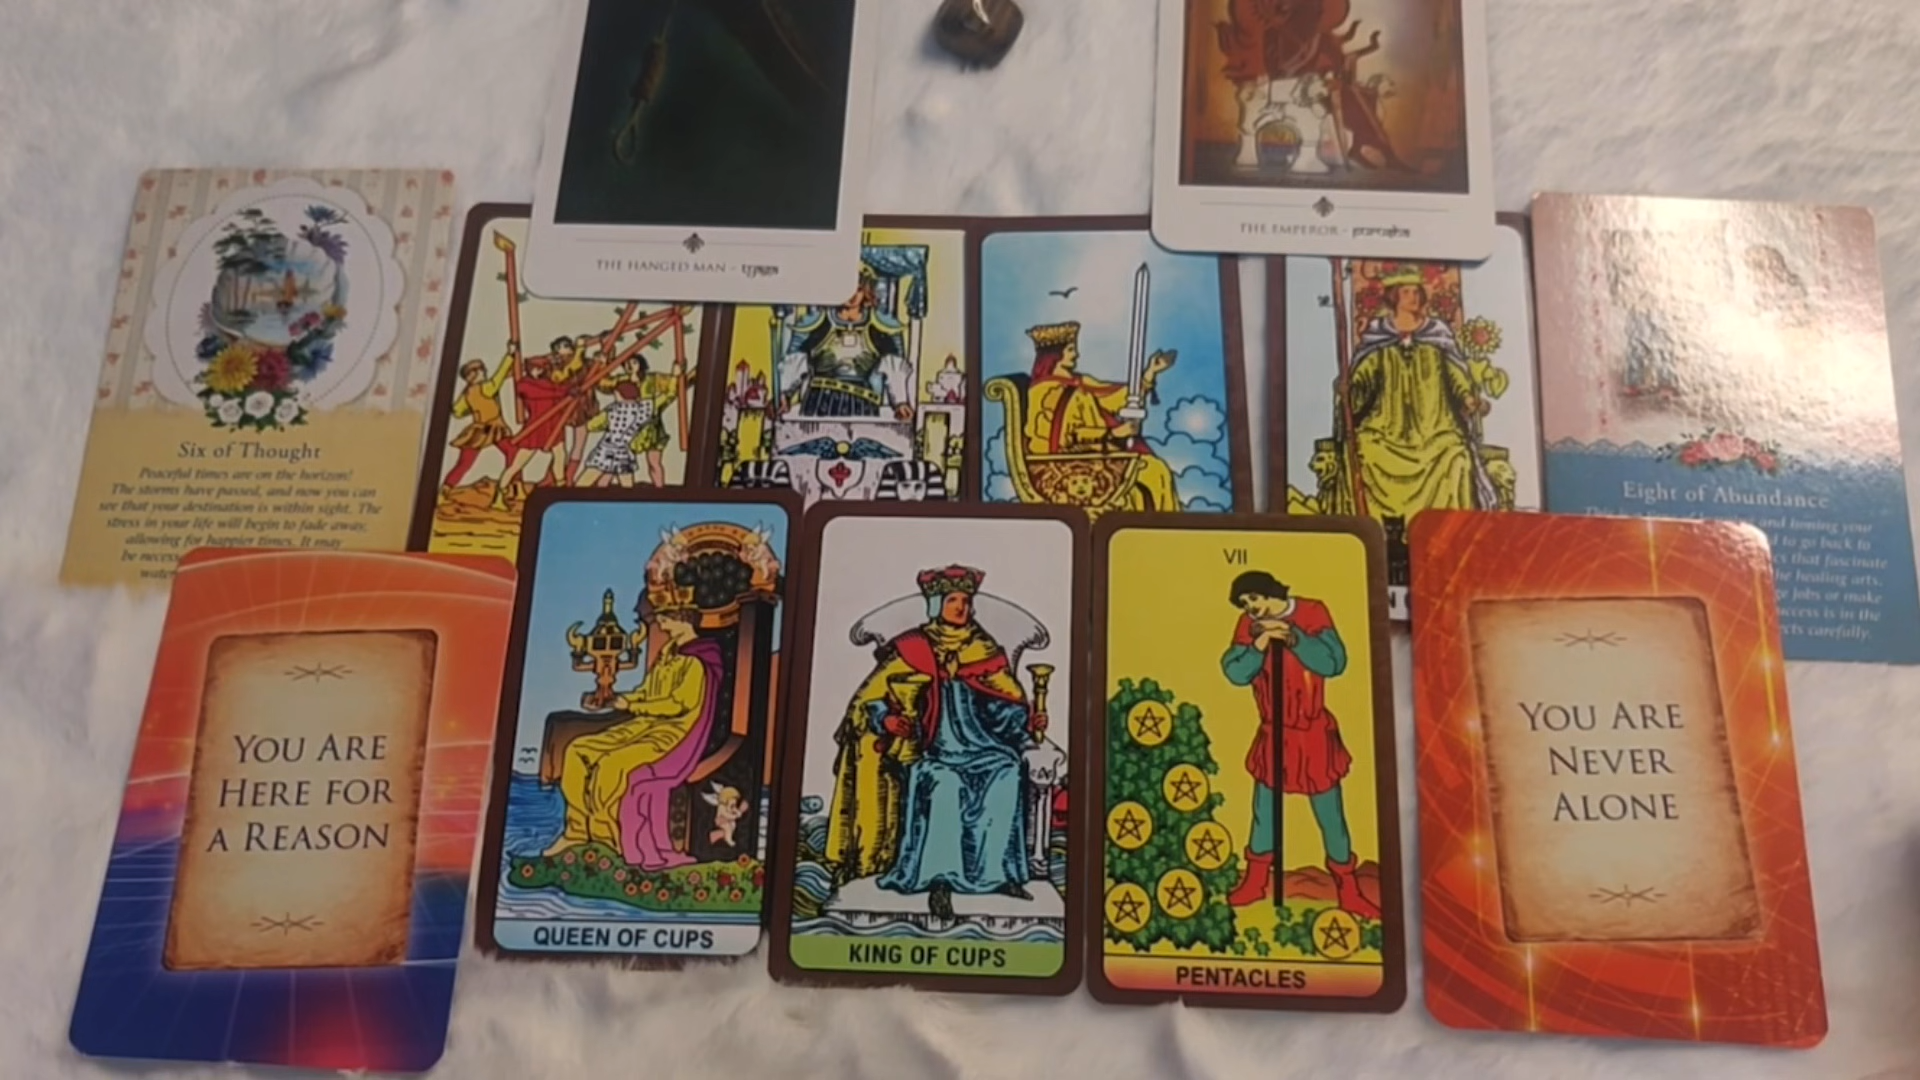 THE HANGED MAN -
THE EMPEROR -
Six of Thought
Peaceful times are on the horizon!
The storms have passed, and now you can
see that your destination is within sight. The
stress in your life will begin to fade away,
allowing for happier times. It may
be
Eight of Abundance
and turning your
to go back to
that fascinate
healing arts.
jobs or make
success is in the
carefully.
YOU ARE
HERE FOR
A REASON
QUEEN OF CUPS
KING OF CUPS
VII
PENTACLES
YOU ARE
NEVER
ALONE